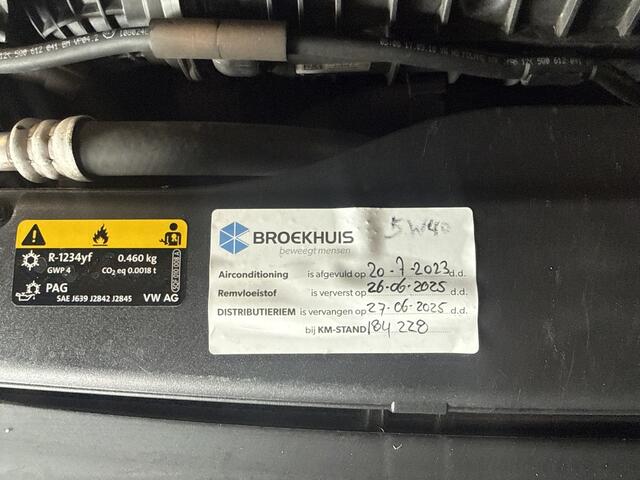 BROEKHUIS
beweegt mensen
5W40
Airconditioning is afgevuld op 20-7-2023 d.d.
Remvloeistof is ververst op 26-06-2025 d.d.
DISTRIBUTIERIEM is vervangen op 27-06-2025 d.d.
bij KM-STAND 184 228
R-1234yf 0.460 kg
GWP 4 CO2 eq 0.0018 t
PAG
SAE J639 J2842 J2845 VW AG